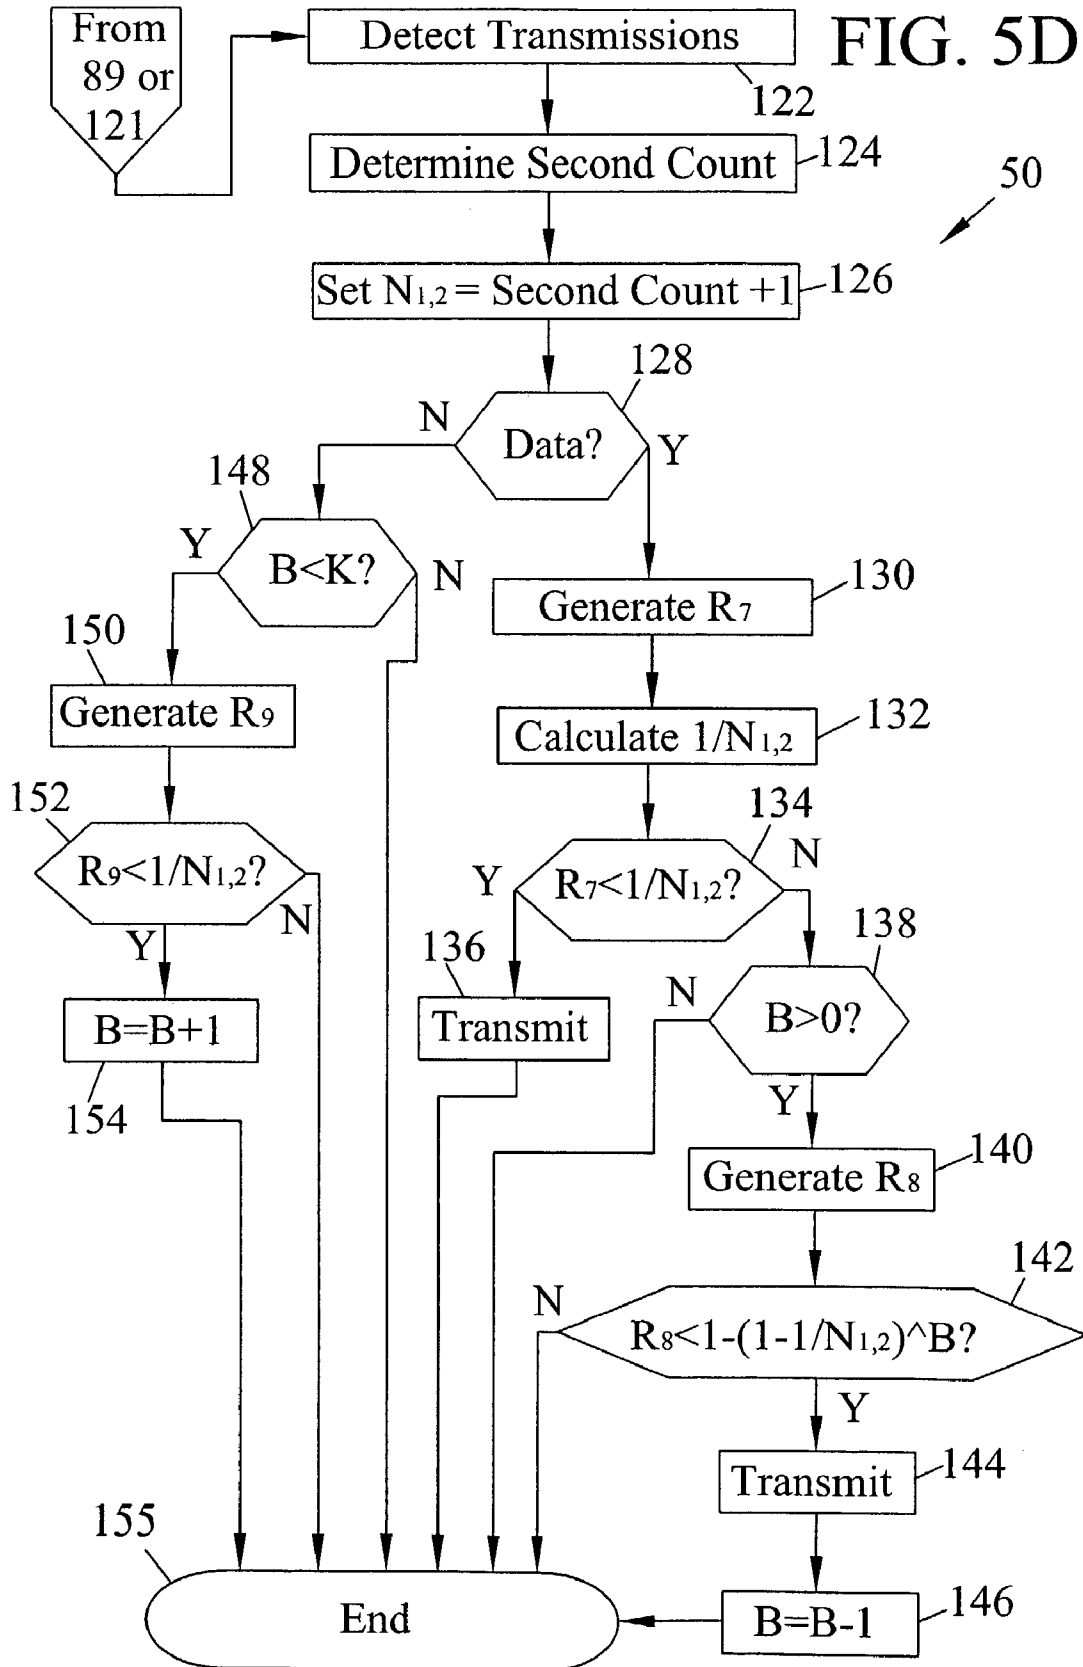 From
89 or
121
Detect Transmissions
FIG. 5D
122
Determine Second Count
124
50
Set N1,2 = Second Count +1
126
128
N
Data?
Y
148
Y
B<K?
N
130
Generate R7
150
Generate R9
132
Calculate 1/N1,2
152
134
R9<1/N1,2?
Y
R7<1/N1,2?
N
N
Y
136
138
N
B>0?
B=B+1
Transmit
154
Y
140
Generate R8
142
N
R8<1-(1-1/N1,2)^B?
Y
144
Transmit
155
End
B=B-1
146